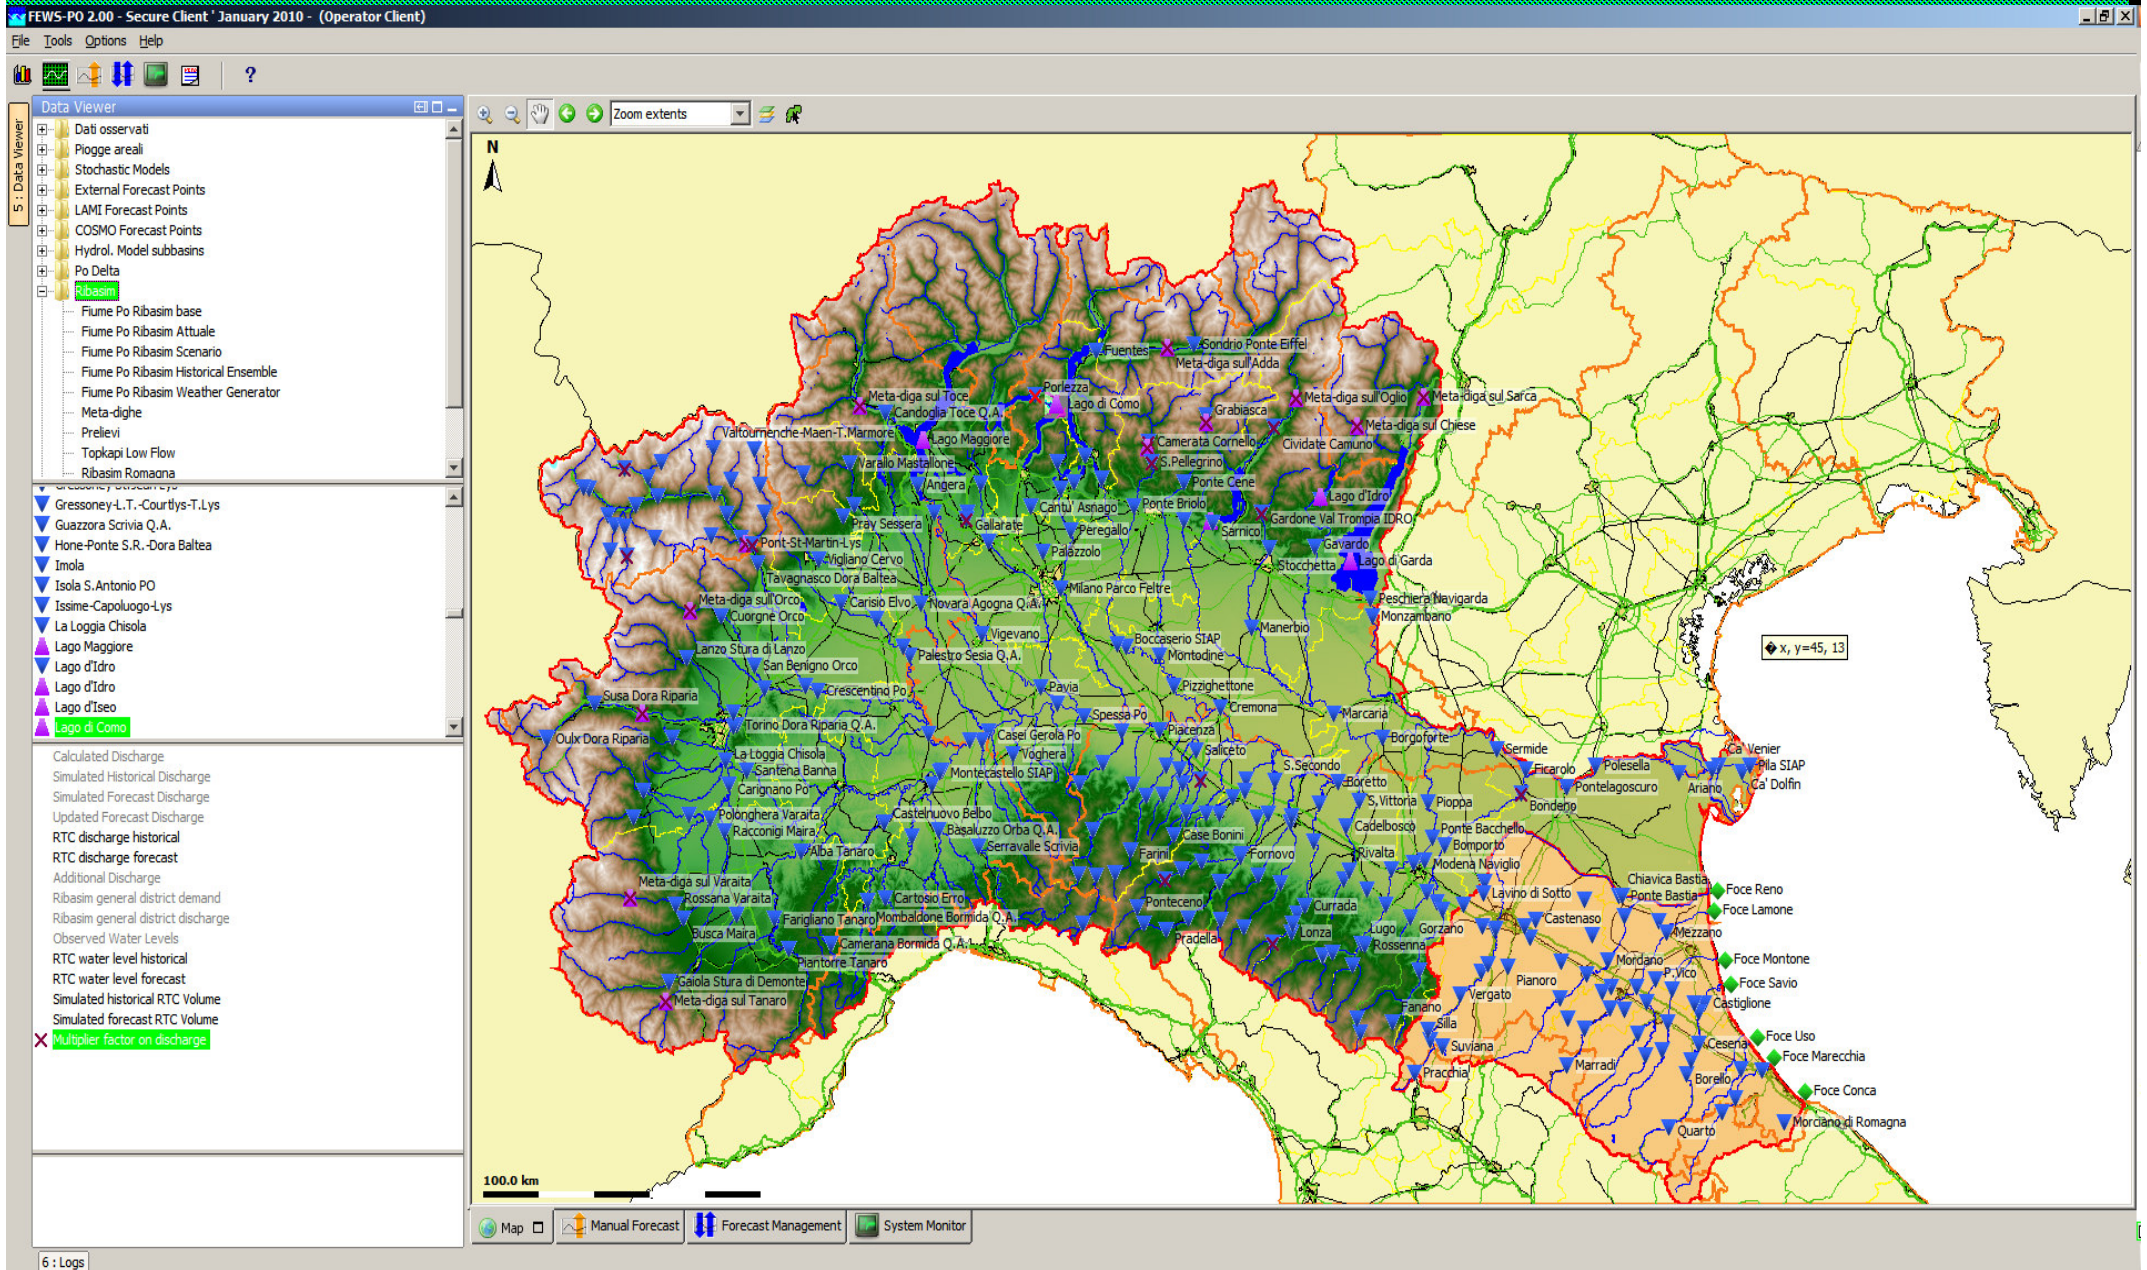 FEWS-PO 2.00 - Secure Client ' January 2010 - (Operator Client)
File Tools Options Help
?
5 : Data Viewer
Data Viewer
Dati osservati
Piogge areali
Stochastic Models
External Forecast Points
LAMI Forecast Points
COSMO Forecast Points
Hydrol. Model subbasins
Po Delta
Ribasim
Fiume Po Ribasim base
Fiume Po Ribasim Attuale
Fiume Po Ribasim Scenario
Fiume Po Ribasim Historical Ensemble
Fiume Po Ribasim Weather Generator
Meta-dighe
Prelievi
Topkapi Low Flow
Ribasim Romagna
Gressoney-L.T.-Courtlys-T.Lys
Guazzora Scrivia Q.A.
Hone-Ponte S.R.-Dora Baltea
Imola
Isola S.Antonio PO
Issime-Capoluogo-Lys
La Loggia Chisola
Lago Maggiore
Lago d'Idro
Lago d'Idro
Lago d'Iseo
Lago di Como
Calculated Discharge
Simulated Historical Discharge
Simulated Forecast Discharge
Updated Forecast Discharge
RTC discharge historical
RTC discharge forecast
Additional Discharge
Ribasim general district demand
Ribasim general district discharge
Observed Water Levels
RTC water level historical
RTC water level forecast
Simulated historical RTC Volume
Simulated forecast RTC Volume
Multiplier factor on discharge
6 : Logs
Zoom extents
N
Fuentes
Sondrio Ponte Eiffel
Meta-diga sull'Adda
Porlezza
Meta-diga sul Toce
Lago di Como
Meta-diga sull'Oglio
Meta-diga sul Sarca
Candoglia Toce Q.A.
Grabiasca
Meta-diga sul Chiese
Valtournenche-Maen-T.Marmore
Lago Maggiore
Camerata Cornello
Cividate Camuno
Varallo Mastallone
S.Pellegrino
Angera
Ponte Cene
Lago d'Idro
Cantu' Asnago
Ponte Briolo
Pray Sessera
Gallarate
Peregallo
Sarnico
Gardone Val Trompia IDRO
Pont-St-Martin-Lys
Palazzolo
Gavardo
Vigliano Cervo
Stocchetta
Lago di Garda
Tavagnasco Dora Baltea
Milano Parco Feltre
Meta-diga sull'Orco
Carisio Elvo
Novara Agogna Q.A.
Peschiera Navigarda
Cuorgne Orco
Monzambano
Vigevano
Manerbio
Boccaserio SIAP
Lanzo Stura di Lanzo
Palestro Sesia Q.A.
Montodine
San Benigno Orco
x, y=45, 13
Susa Dora Riparia
Crescentino Po
Pavia
Pizzighettone
Cremona
Marcaria
Torino Dora Riparia Q.A.
Spessa Po
Oulx Dora Riparia
Casei Gerola Po
Piacenza
Borgoforte
La Loggia Chisola
Voghera
Saliceto
Sermide
Ca' Venier
Santena Banna
Montecastello SIAP
S.Secondo
Ficarolo
Polesella
Pila SIAP
Carignano Po
Boretto
Pontelagoscuro
Ariano
Ca' Dolfin
S.Vittoria
Pioppa
Bondeno
Polonghera Varaita
Castelnuovo Belbo
Racconigi Maira
Basaluzzo Orba Q.A.
Case Bonini
Cadelbosco
Ponte Bacchello
Serravalle Scrivia
Bomporto
Alba Tanaro
Farini
Fornovo
Rivalta
Modena Naviglio
Meta-diga sul Varaita
Chiavica Bastia
Foce Reno
Rossana Varaita
Cartosio Erro
Ponteceno
Currada
Lavino di Sotto
Ponte Bastia
Foce Lamone
Farigliano Tanaro
Mombaldone Bormida Q.A.
Castenaso
Busca Maira
Lonza
Lugo
Gorzano
Mezzano
Camerana Bormida Q.A.
Pradella
Rossenna
Piantorre Tanaro
Mordano
Foce Montone
Gaiola Stura di Demonte
Pianoro
P.Vico
Foce Savio
Meta-diga sul Tanaro
Vergato
Castiglione
Fanano
Silla
Foce Uso
Suviana
Cesena
Foce Marecchia
Pracchia
Marradi
Borello
Foce Conca
Quarto
Morciano di Romagna
100.0 km
Map Manual Forecast Forecast Management System Monitor